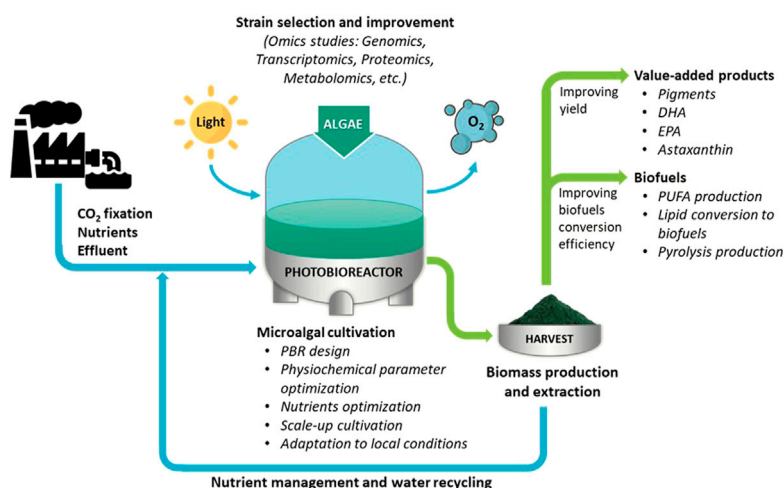 Strain selection and improvement
(Omics studies: Genomics,
Transcriptomics, Proteomics,
Metabolomics, etc.)
Light
ALGAE
O₂
CO₂ fixation
Nutrients
Effluent
PHOTOBIOREACTOR
Improving
yield
Value-added products
• Pigments
• DHA
• EPA
• Astaxanthin
Improving
biofuels
conversion
efficiency
Biofuels
• PUFA production
• Lipid conversion to
biofuels
• Pyrolysis production
HARVEST
Biomass production
and extraction
Microalgal cultivation
• PBR design
• Physiochemical parameter
optimization
• Nutrients optimization
• Scale-up cultivation
• Adaptation to local conditions
Nutrient management and water recycling